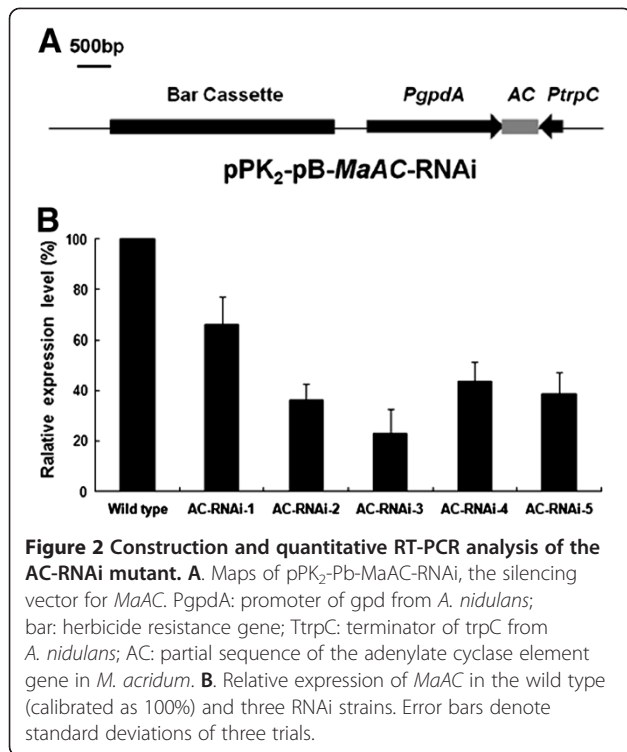 A 500bp
Bar Cassette PgpdA AC PtrpC
pPK2-pB-MaAC-RNAi
B
Ralative expression level (%)
100
80
60
40
20
0
Wild type AC-RNAi-1 AC-RNAi-2 AC-RNAi-3 AC-RNAi-4 AC-RNAi-5
Figure 2 Construction and quantitative RT-PCR analysis of the
AC-RNAi mutant. A. Maps of pPK2-Pb-MaAC-RNAi, the silencing
vector for MaAC. PgpdA: promoter of gpd from A. nidulans;
bar: herbicide resistance gene; TtrpC: terminator of trpC from
A. nidulans; AC: partial sequence of the adenylate cyclase element
gene in M. acridum. B. Relative expression of MaAC in the wild type
(calibrated as 100%) and three RNAi strains. Error bars denote
standard deviations of three trials.